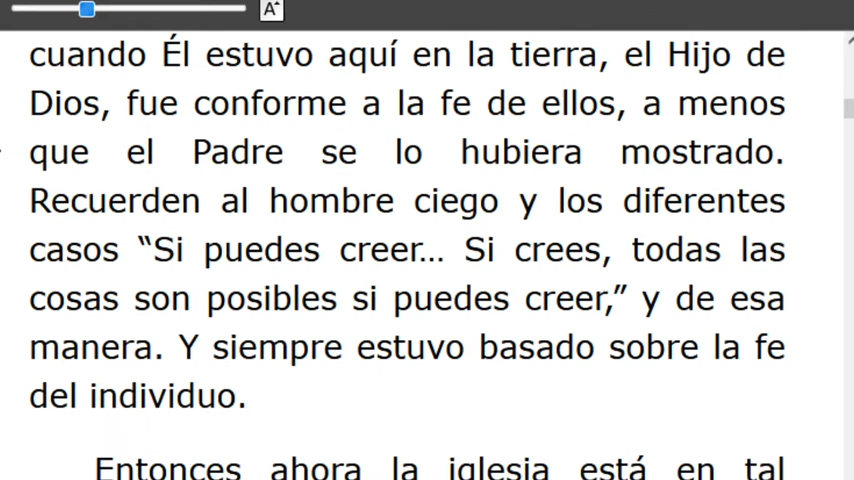 A
cuando Él estuvo aquí en la tierra, el Hijo de
Dios, fue conforme a la fe de ellos, a menos
que el Padre se lo hubiera mostrado.
Recuerden al hombre ciego y los diferentes
casos “Si puedes creer... Si crees, todas las
cosas son posibles si puedes creer,” y de esa
manera. Y siempre estuvo basado sobre la fe
del individuo.
Entonces ahora la iglesia está en tal